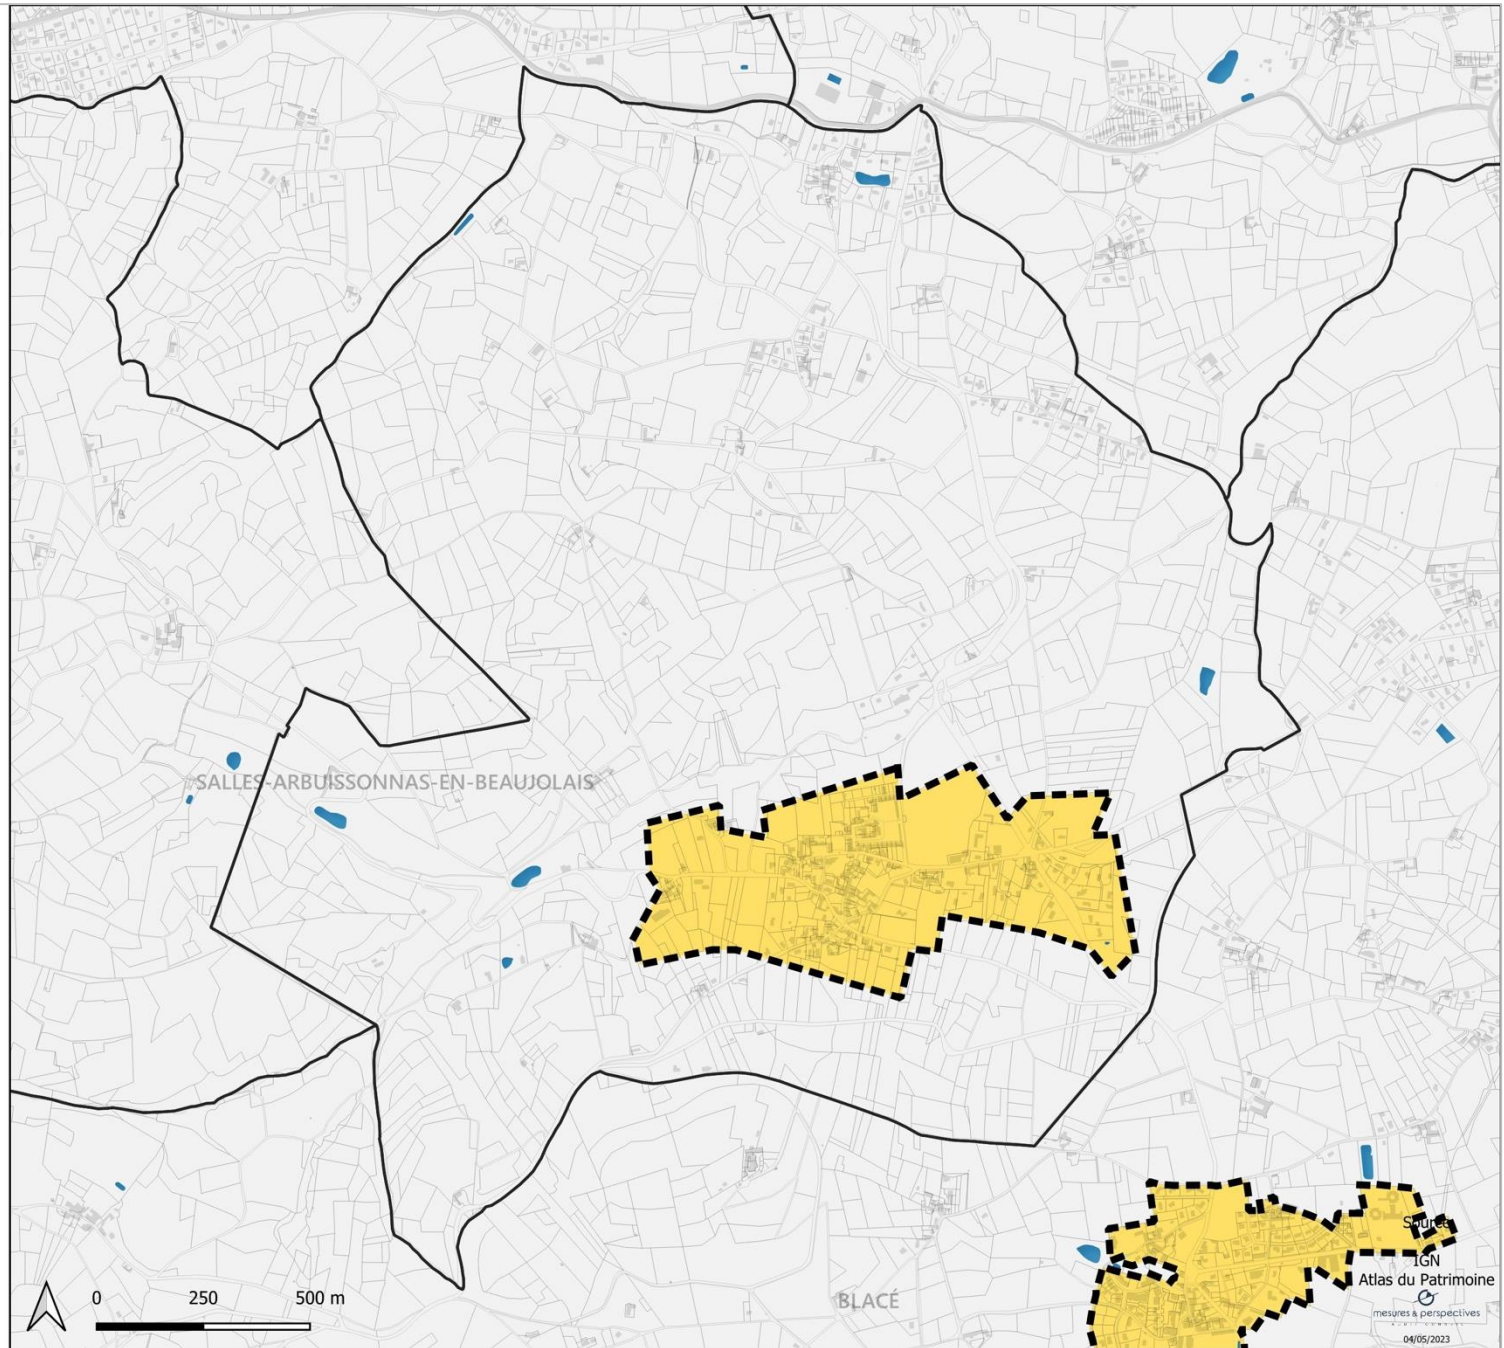 SALLES-ARBUISSONNAS-EN-BEAUJOLAIS
BLACÉ
0 250 500 m
Source
IGN
Atlas du Patrimoine
mesures & perspectives
04/05/2023